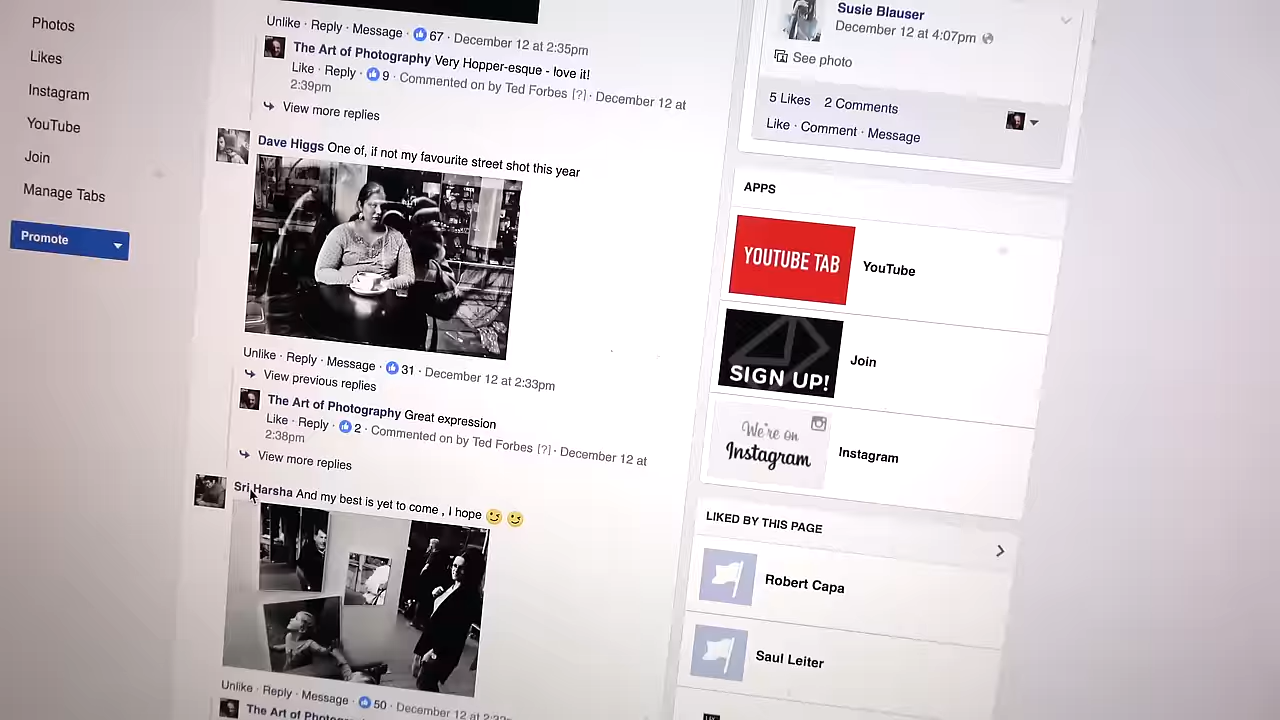 Photos
Likes
Instagram
YouTube
Join
Manage Tabs
Promote
Unlike · Reply · Message · 67 · December 12 at 2:35pm
The Art of Photography Very Hopper-esque - love it!
Like · Reply · 9 · Commented on by Ted Forbes [?] · December 12 at
2:39pm
View more replies
Dave Higgs One of, if not my favourite street shot this year
Unlike · Reply · Message · 31 · December 12 at 2:33pm
View previous replies
The Art of Photography Great expression
Like · Reply · 2 · Commented on by Ted Forbes [?] · December 12 at
2:38pm
View more replies
Sri Harsha And my best is yet to come , I hope 😉 😉
Unlike · Reply · Message · 50 · December 12 at
The Art of
Susie Blauser
December 12 at 4:07pm
See photo
5 Likes 2 Comments
Like · Comment · Message
APPS
YOUTUBE TAB
YouTube
SIGN UP!
Join
We're on
Instagram
Instagram
LIKED BY THIS PAGE
Robert Capa
Saul Leiter